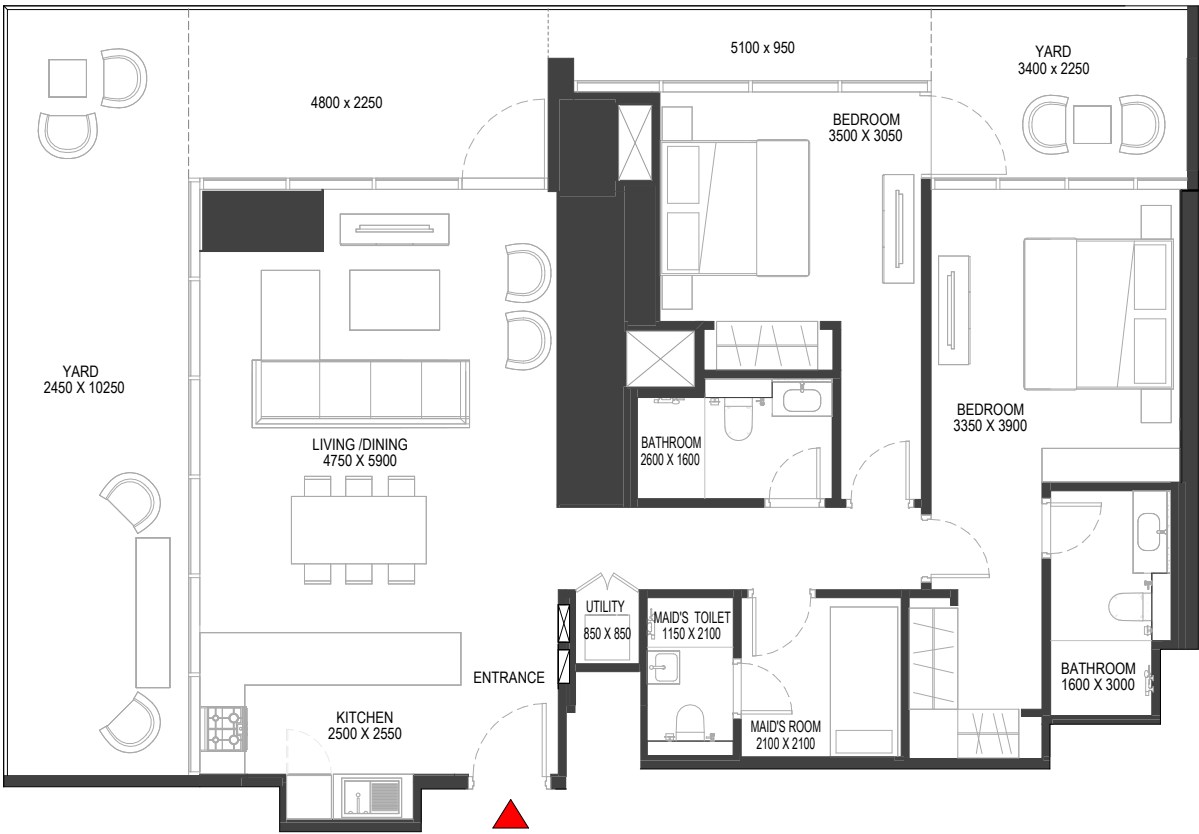 5100 x 950
YARD
3400 x 2250
4800 x 2250
BEDROOM
3500 X 3050
YARD
2450 X 10250
BEDROOM
3350 X 3900
LIVING /DINING
4750 X 5900
BATHROOM
2600 X 1600
UTILITY
850 X 850
MAID'S TOILET
1150 X 2100
ENTRANCE
BATHROOM
1600 X 3000
KITCHEN
2500 X 2550
MAID'S ROOM
2100 X 2100